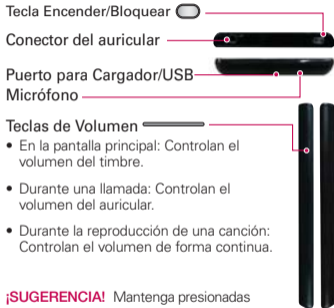 Tecla Encender/Bloquear
Conector del auricular
Puerto para Cargador/USB
Micrófono
Teclas de Volumen
• En la pantalla principal: Controlan el
volumen del timbre.
• Durante una llamada: Controlan el
volumen del auricular.
• Durante la reproducción de una canción:
Controlan el volumen de forma continua.
¡SUGERENCIA! Mantenga presionadas